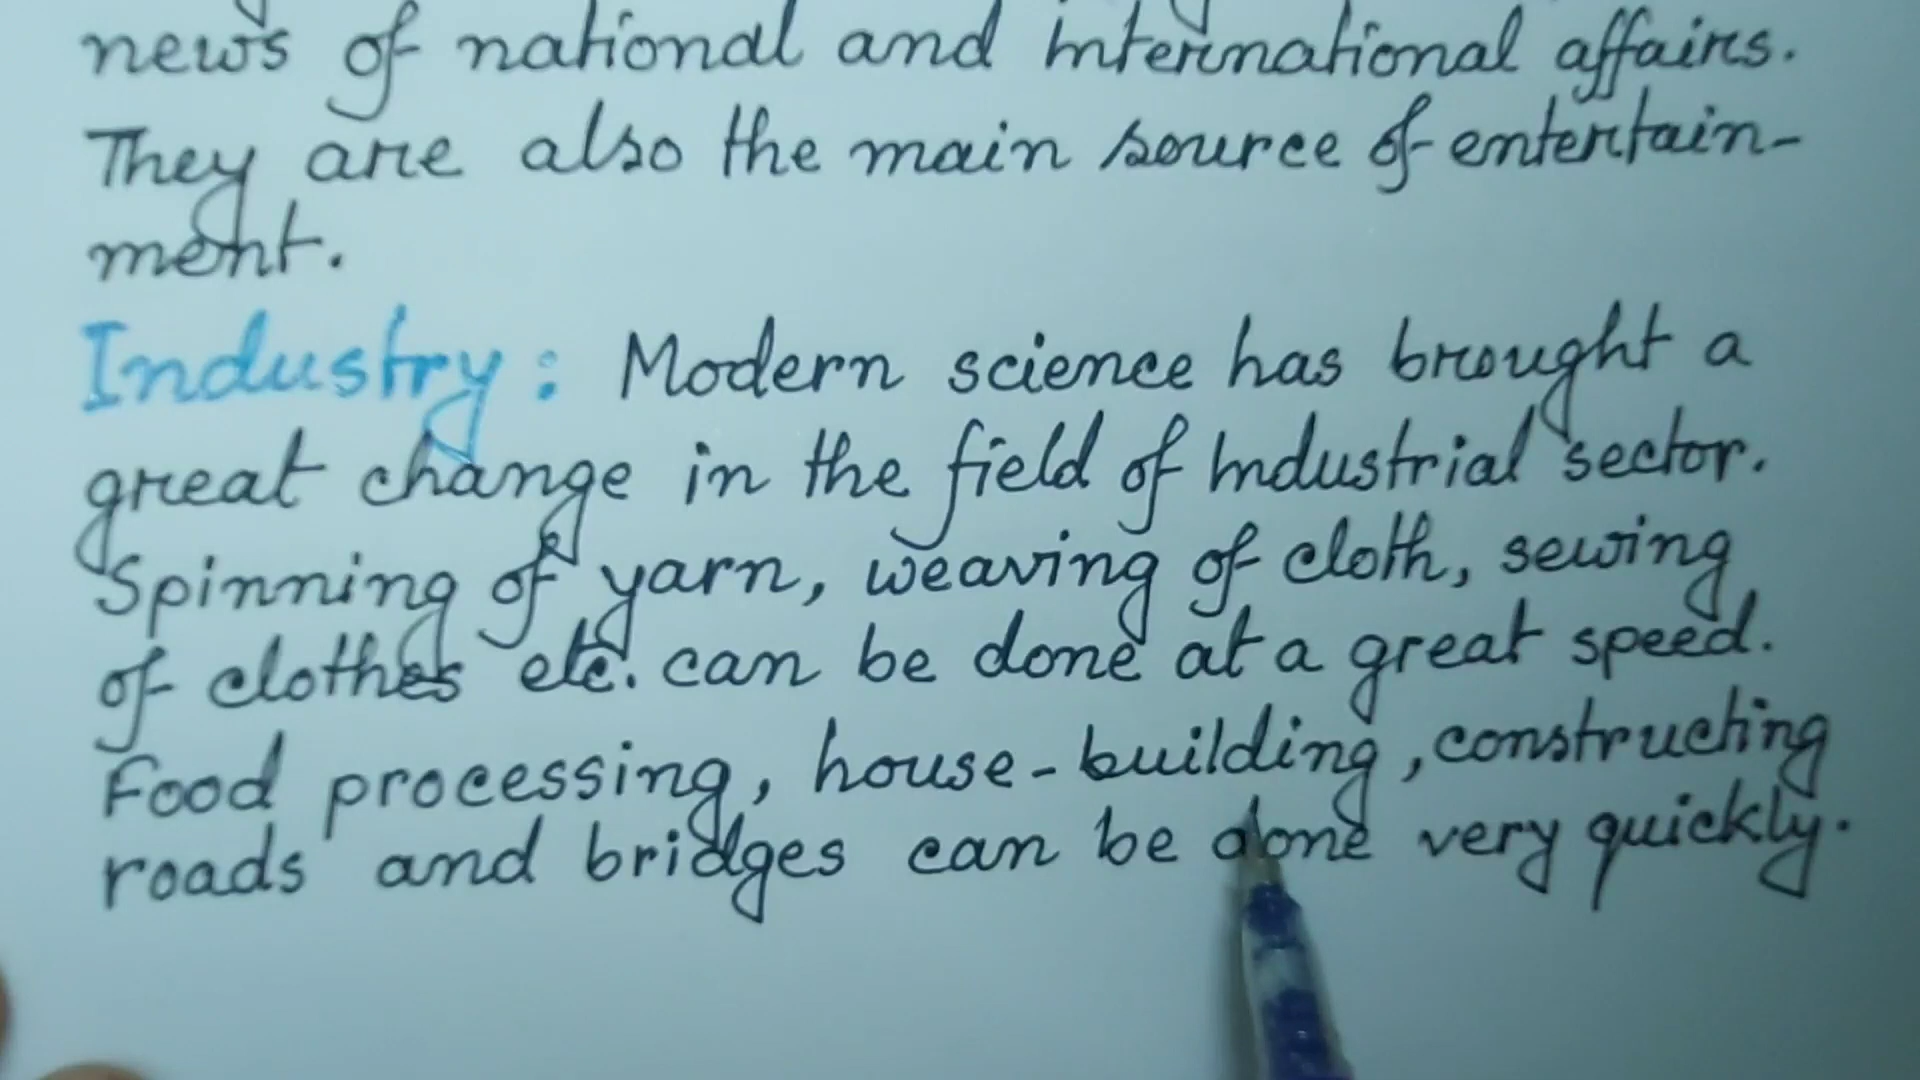 news of national and international affairs.
They are also the main source of entertain-
ment.
Industry: Modern science has brought a
great change in the field of Industrial sector.
Spinning of yarn, weaving of cloth, sewing
of clothes etc. can be done at a great speed.
Food processing, house-building, constructing
roads and bridges can be done very quickly.